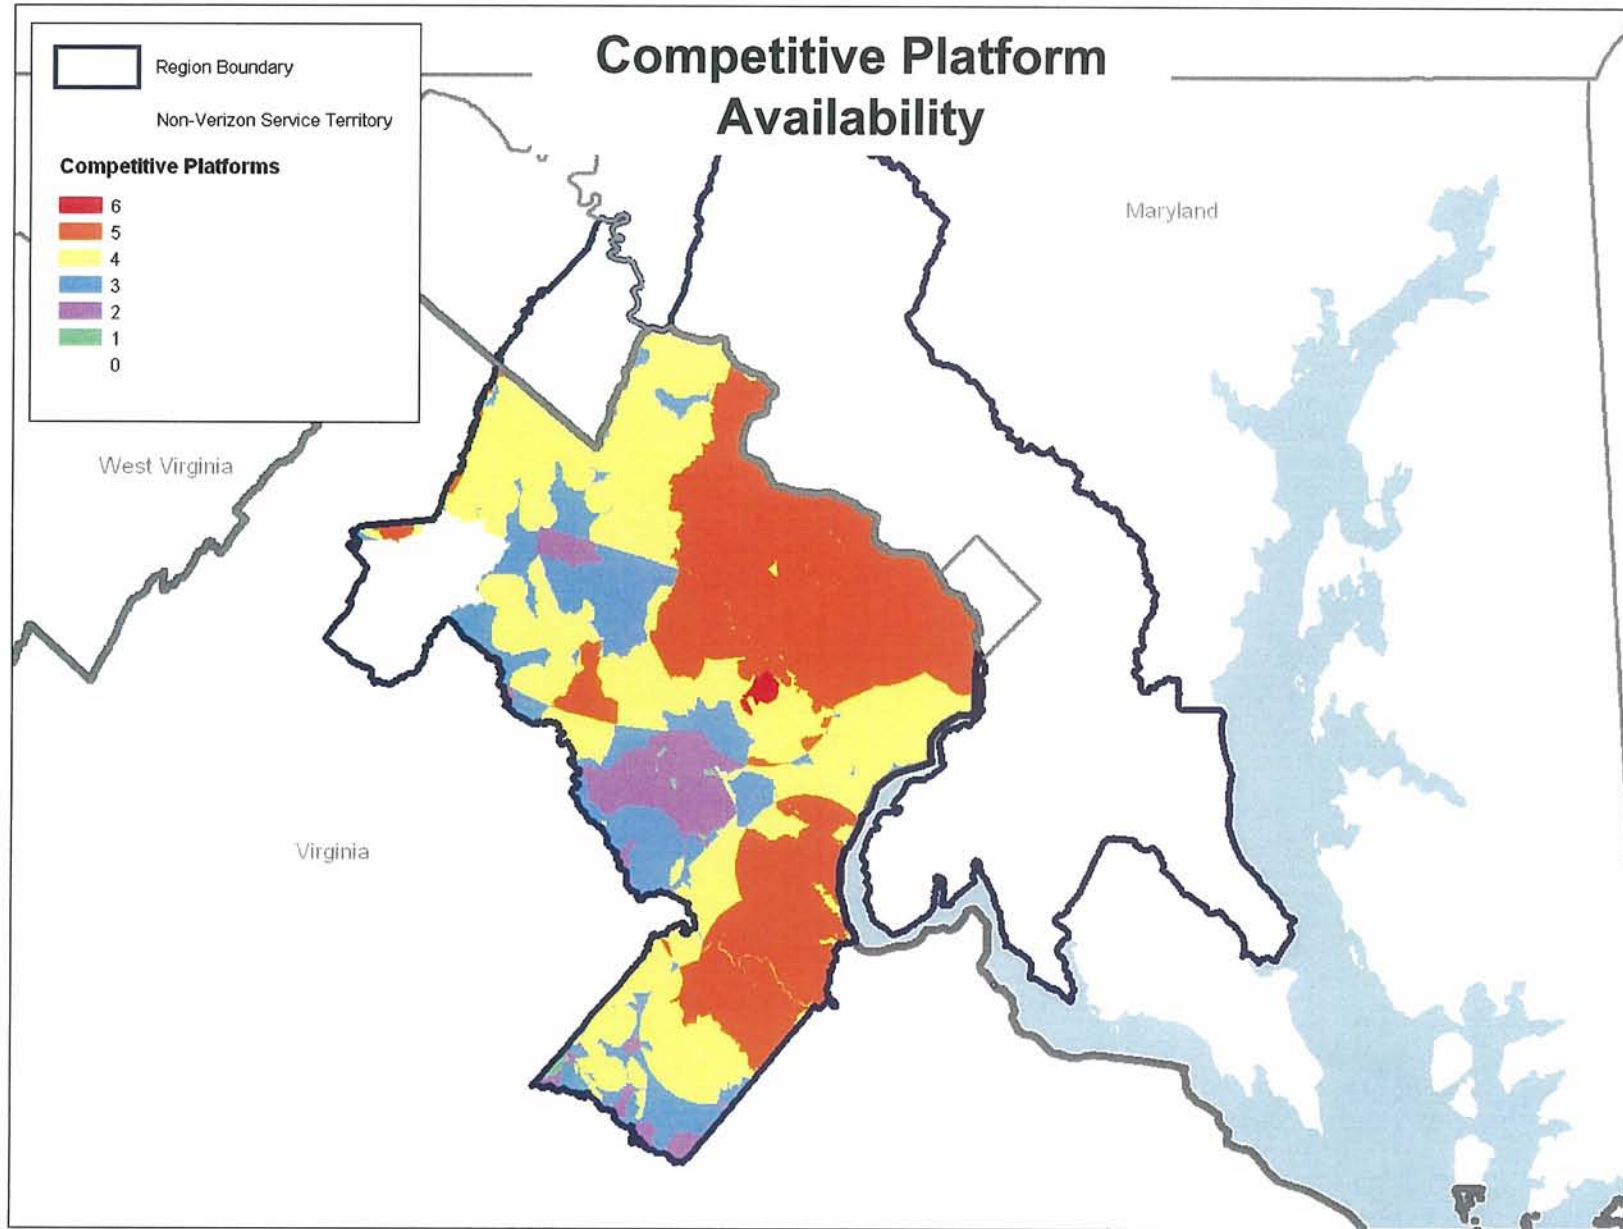 Competitive Platform
Availability
Region Boundary
Non-Verizon Service Territory
Competitive Platforms
6
5
4
3
2
1
0
Maryland
West Virginia
Virginia